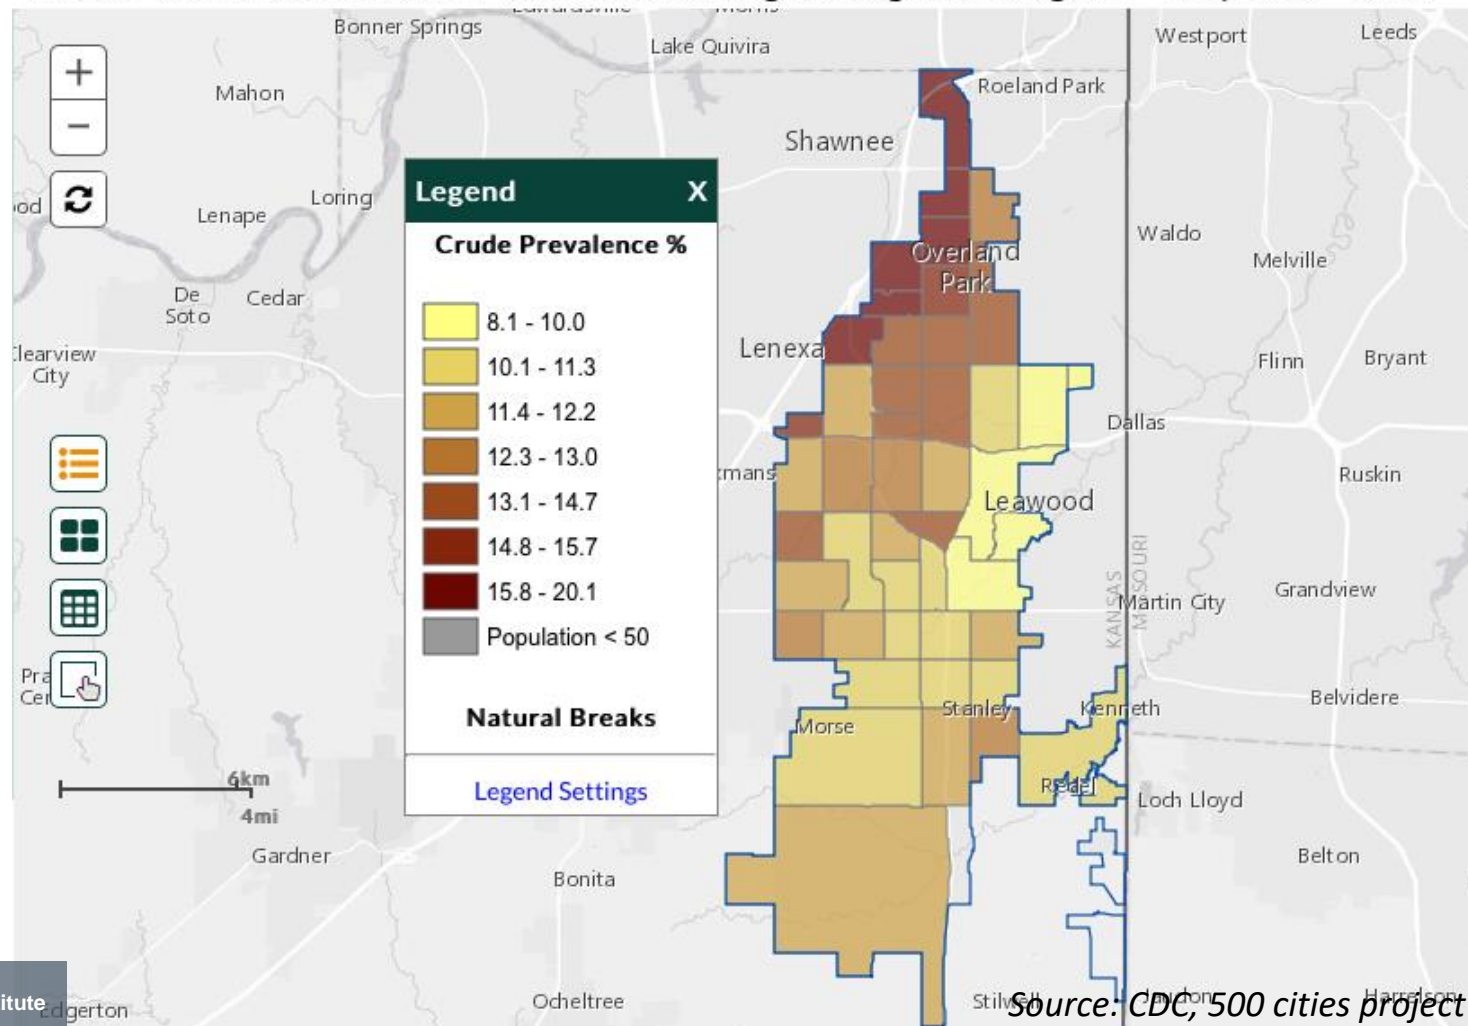 Bonner Springs
Lake Quivira
Westport
Leeds
+
Mahon
Roeland Park
−
Shawnee
Legend X
Loring
Lenape
Waldo
Crude Prevalence %
Overland
Park
Melville
De
Soto
Cedar
8.1 - 10.0
Lenexa
City
Flinn
Bryant
10.1 - 11.3
11.4 - 12.2
Dallas
12.3 - 13.0
Ruskin
13.1 - 14.7
Leawood
14.8 - 15.7
KANSAS
MISSOURI
15.8 - 20.1
Grandview
Martin City
Population < 50
Belvidere
Natural Breaks
Stanley
Kenneth
Morse
Legend Settings
6km
4mi
Loch Lloyd
Gardner
Belton
Bonita
Ocheltree
Stilwell
Source: CDC, 500 cities project